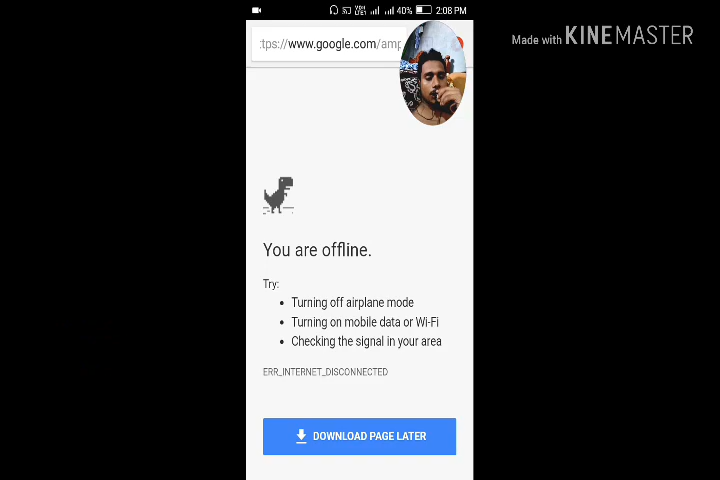 40% 2:08 PM
Made with KINEMASTER
tps://www.google.com/amp
You are offline.
Try:
• Turning off airplane mode
• Turning on mobile data or Wi-Fi
• Checking the signal in your area
ERR_INTERNET_DISCONNECTED
DOWNLOAD PAGE LATER